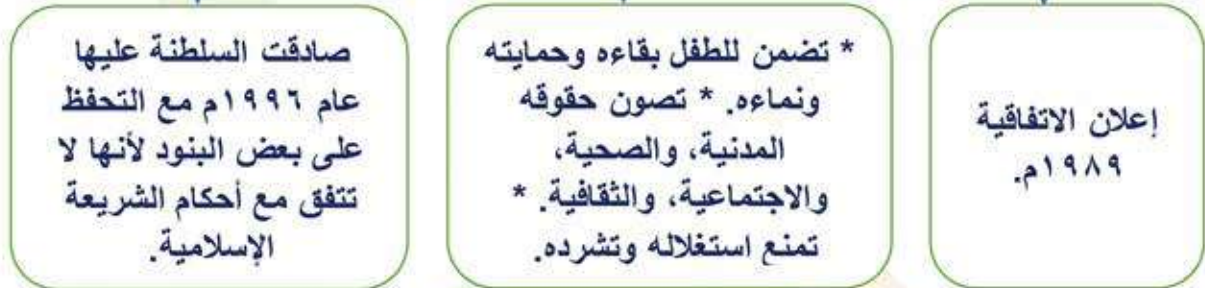 إعلان الاتفاقية
١٩٨٩م.
* تضمن للطفل بقاءه وحمايته
ونماءه. * تصون حقوقه
المدنية، والصحية،
والاجتماعية، والثقافية. *
تمنع استغلاله وتشرده.
صادقت السلطنة عليها
عام ١٩٩٦م مع التحفظ
على بعض البنود لأنها لا
تتفق مع أحكام الشريعة
الإسلامية.